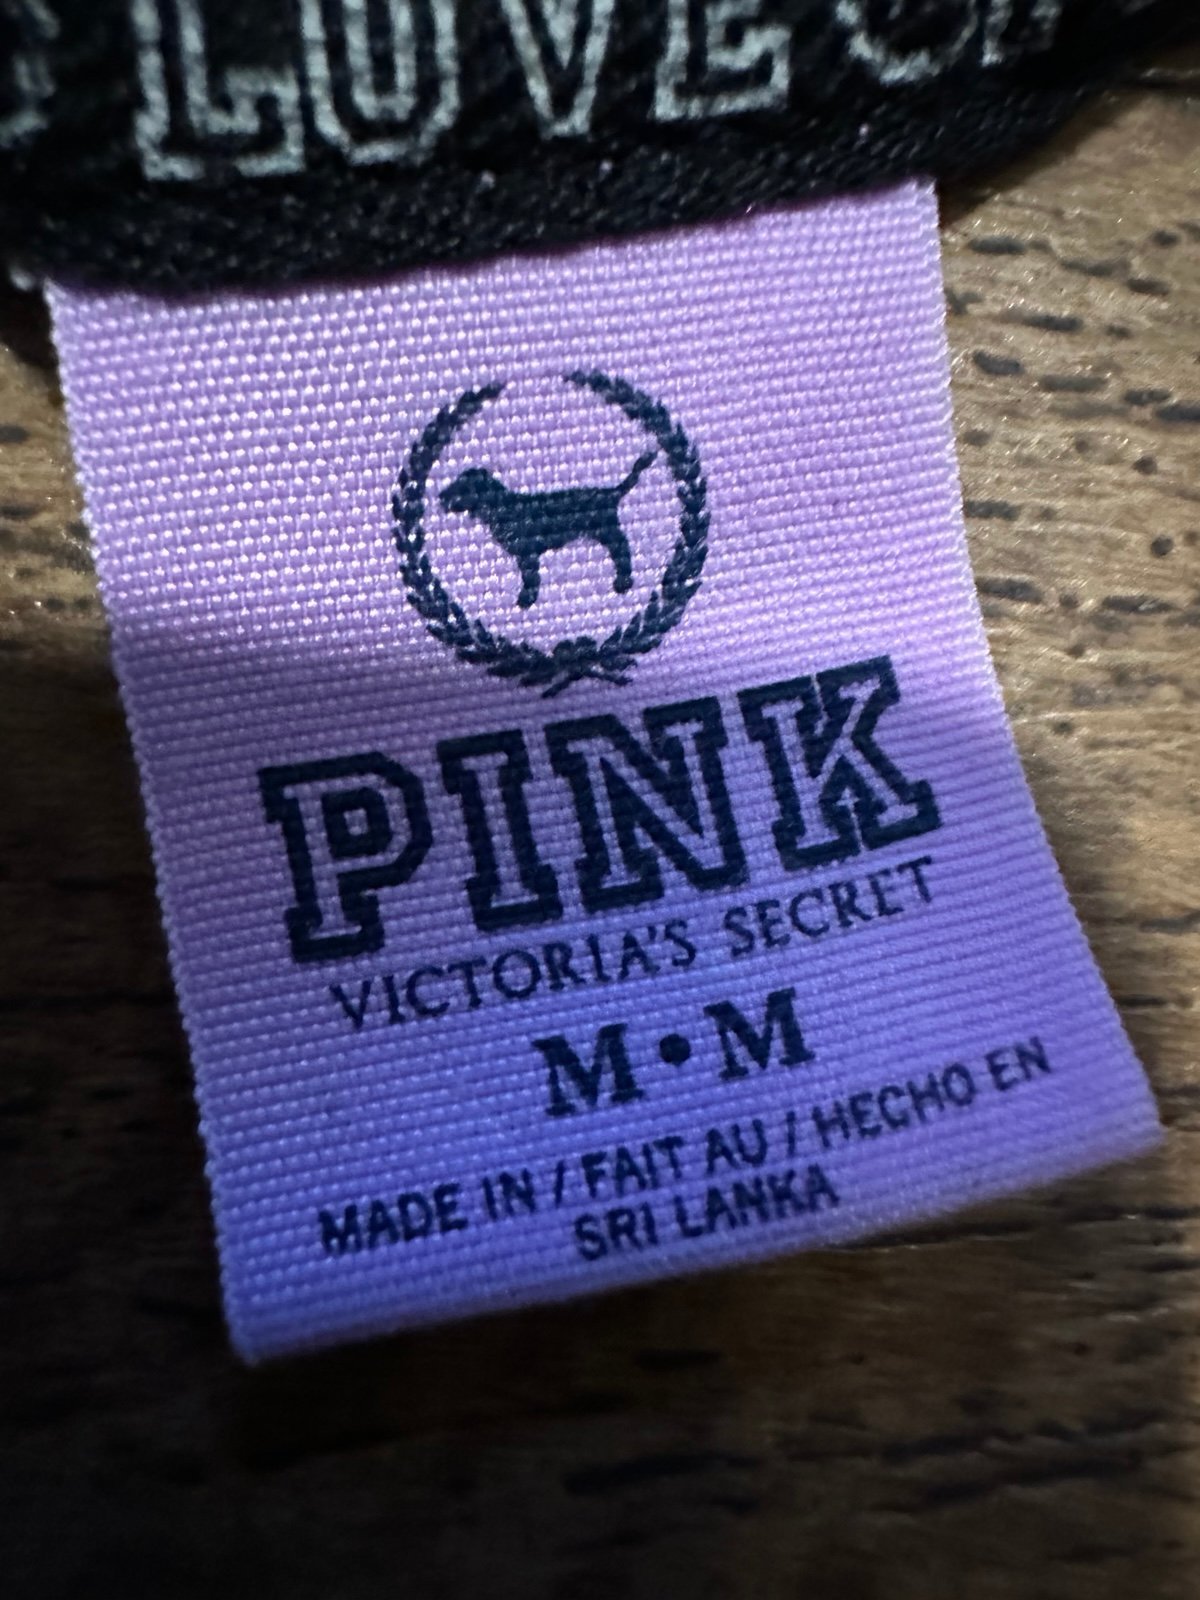 LOVE
PINK
VICTORIA'S SECRET
M•M
MADE IN / FAIT AU / HECHO EN
SRI LANKA